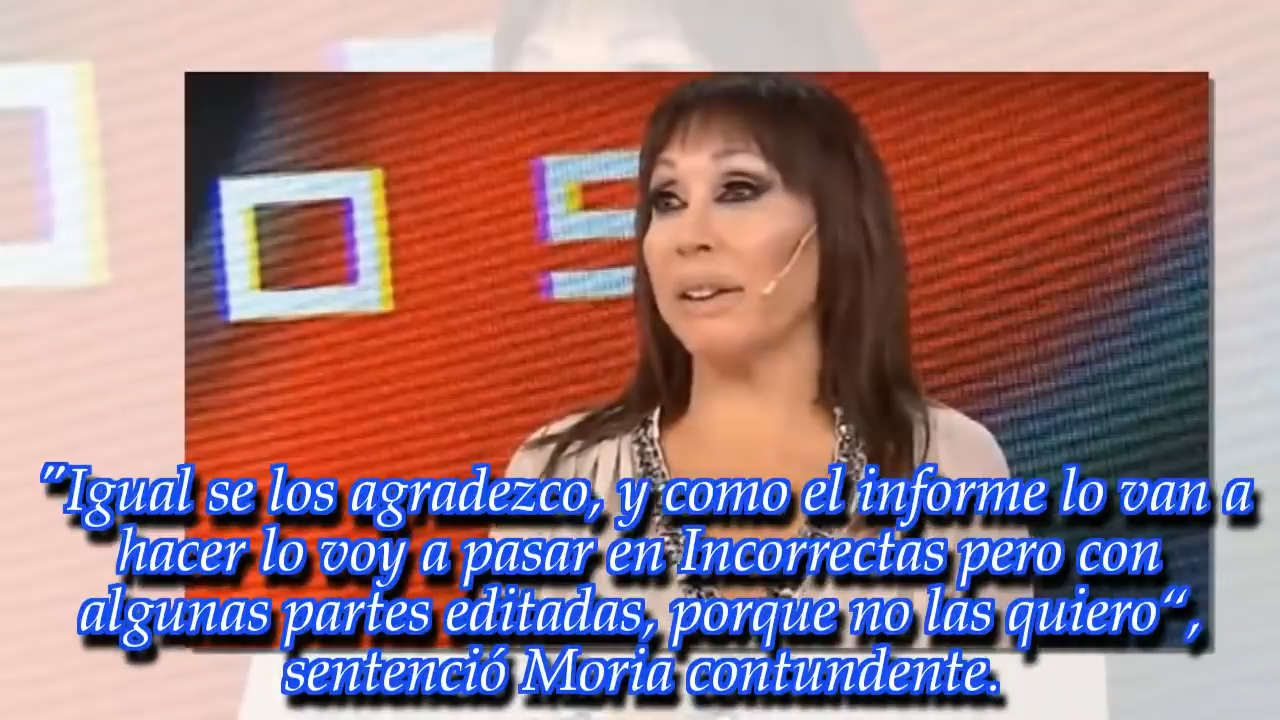 "Igual se los agradezco, y como el informe lo van a
hacer lo voy a pasar en Incorrectas pero con
algunas partes editadas, porque no las quiero“,
sentenció Moria contundente.
OS